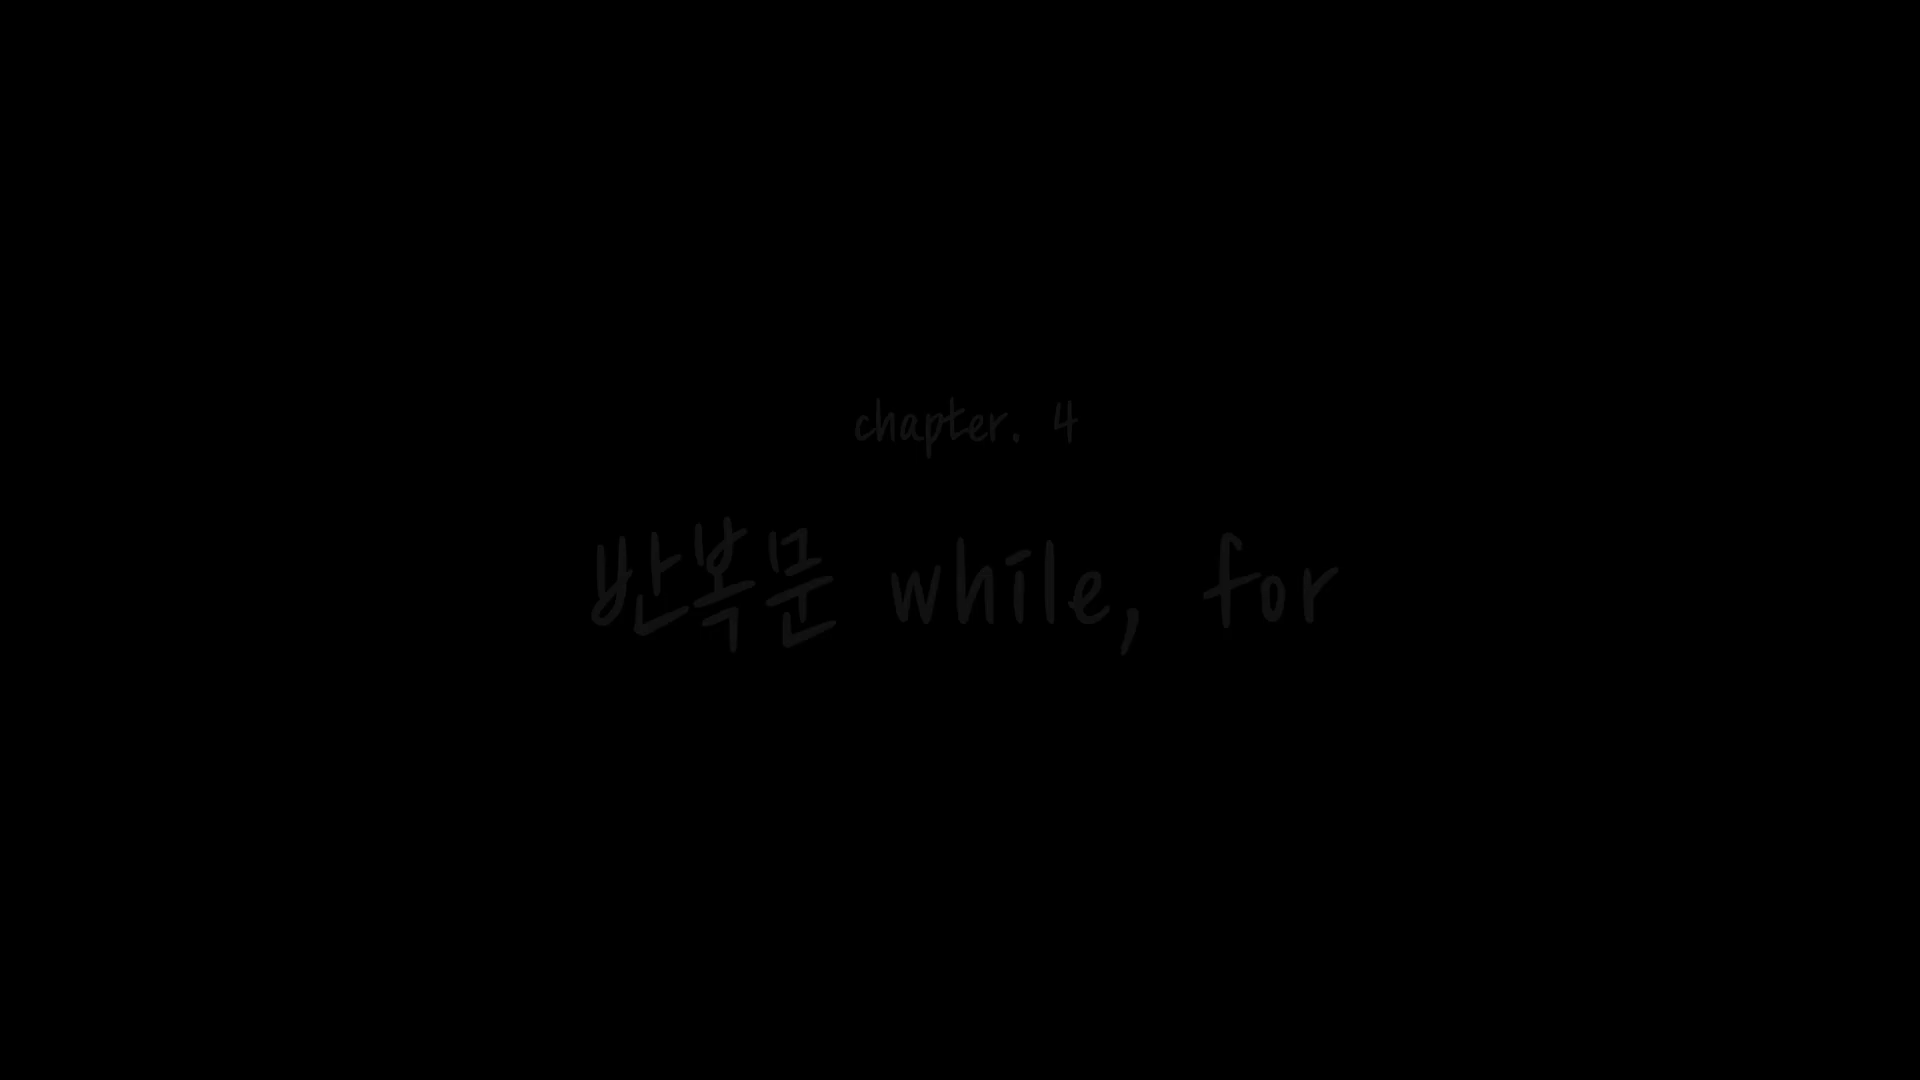 chapter. 4
반복문 while, for